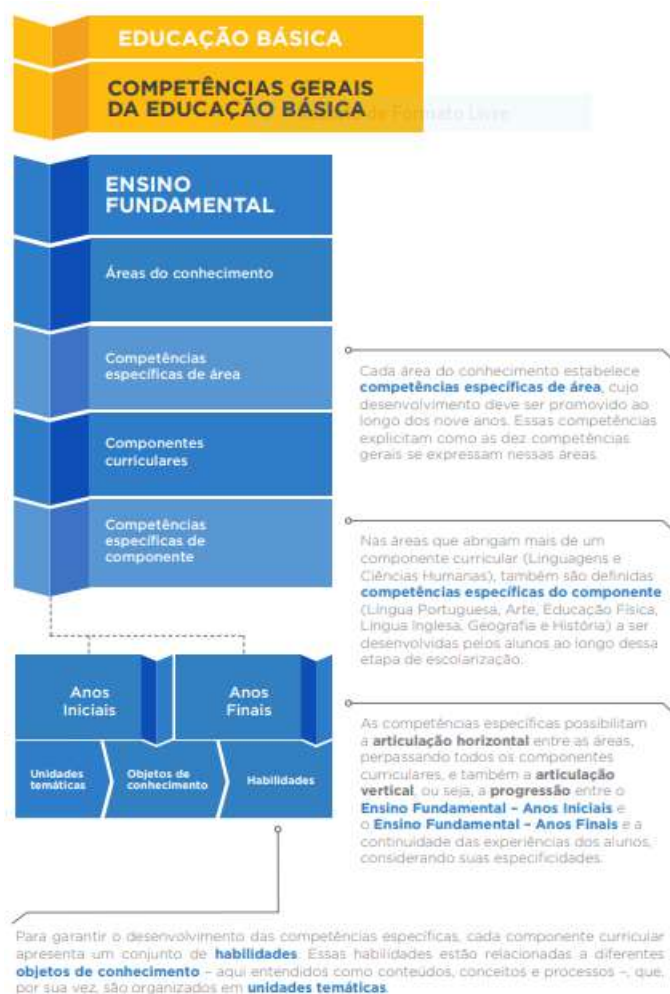 EDUCAÇÃO BÁSICA
COMPETÊNCIAS GERAIS
DA EDUCAÇÃO BÁSICA
de Formato Livre
ENSINO
FUNDAMENTAL
Áreas do conhecimento
Competências
específicas de área
Cada área do conhecimento estabelece
competências específicas de área, cujo
desenvolvimento deve ser promovido ao
longo dos nove anos. Essas competências
explicitam como as dez competências
gerais se expressam nessas áreas.
Componentes
curriculares
Competências
específicas de
componente
Nas áreas que abrigam mais de um
componente curricular (Linguagens e
Ciências Humanas), também são definidas
competências específicas do componente
(Língua Portuguesa, Arte, Educação Física,
Língua Inglesa, Geografia e História) a ser
desenvolvidas pelos alunos ao longo dessa
etapa de escolarização.
Anos
Iniciais
Anos
Finais
Unidades
temáticas
Objetos de
conhecimento
Habilidades
As competências específicas possibilitam
a articulação horizontal entre as áreas,
perpassando todos os componentes
curriculares, e também a articulação
vertical, ou seja, a progressão entre o
Ensino Fundamental – Anos Iniciais e
o Ensino Fundamental – Anos Finais e a
continuidade das experiências dos alunos,
considerando suas especificidades.
Para garantir o desenvolvimento das competências específicas, cada componente curricular
apresenta um conjunto de habilidades. Essas habilidades estão relacionadas a diferentes
objetos de conhecimento – aqui entendidos como conteúdos, conceitos e processos –, que,
por sua vez, são organizados em unidades temáticas.